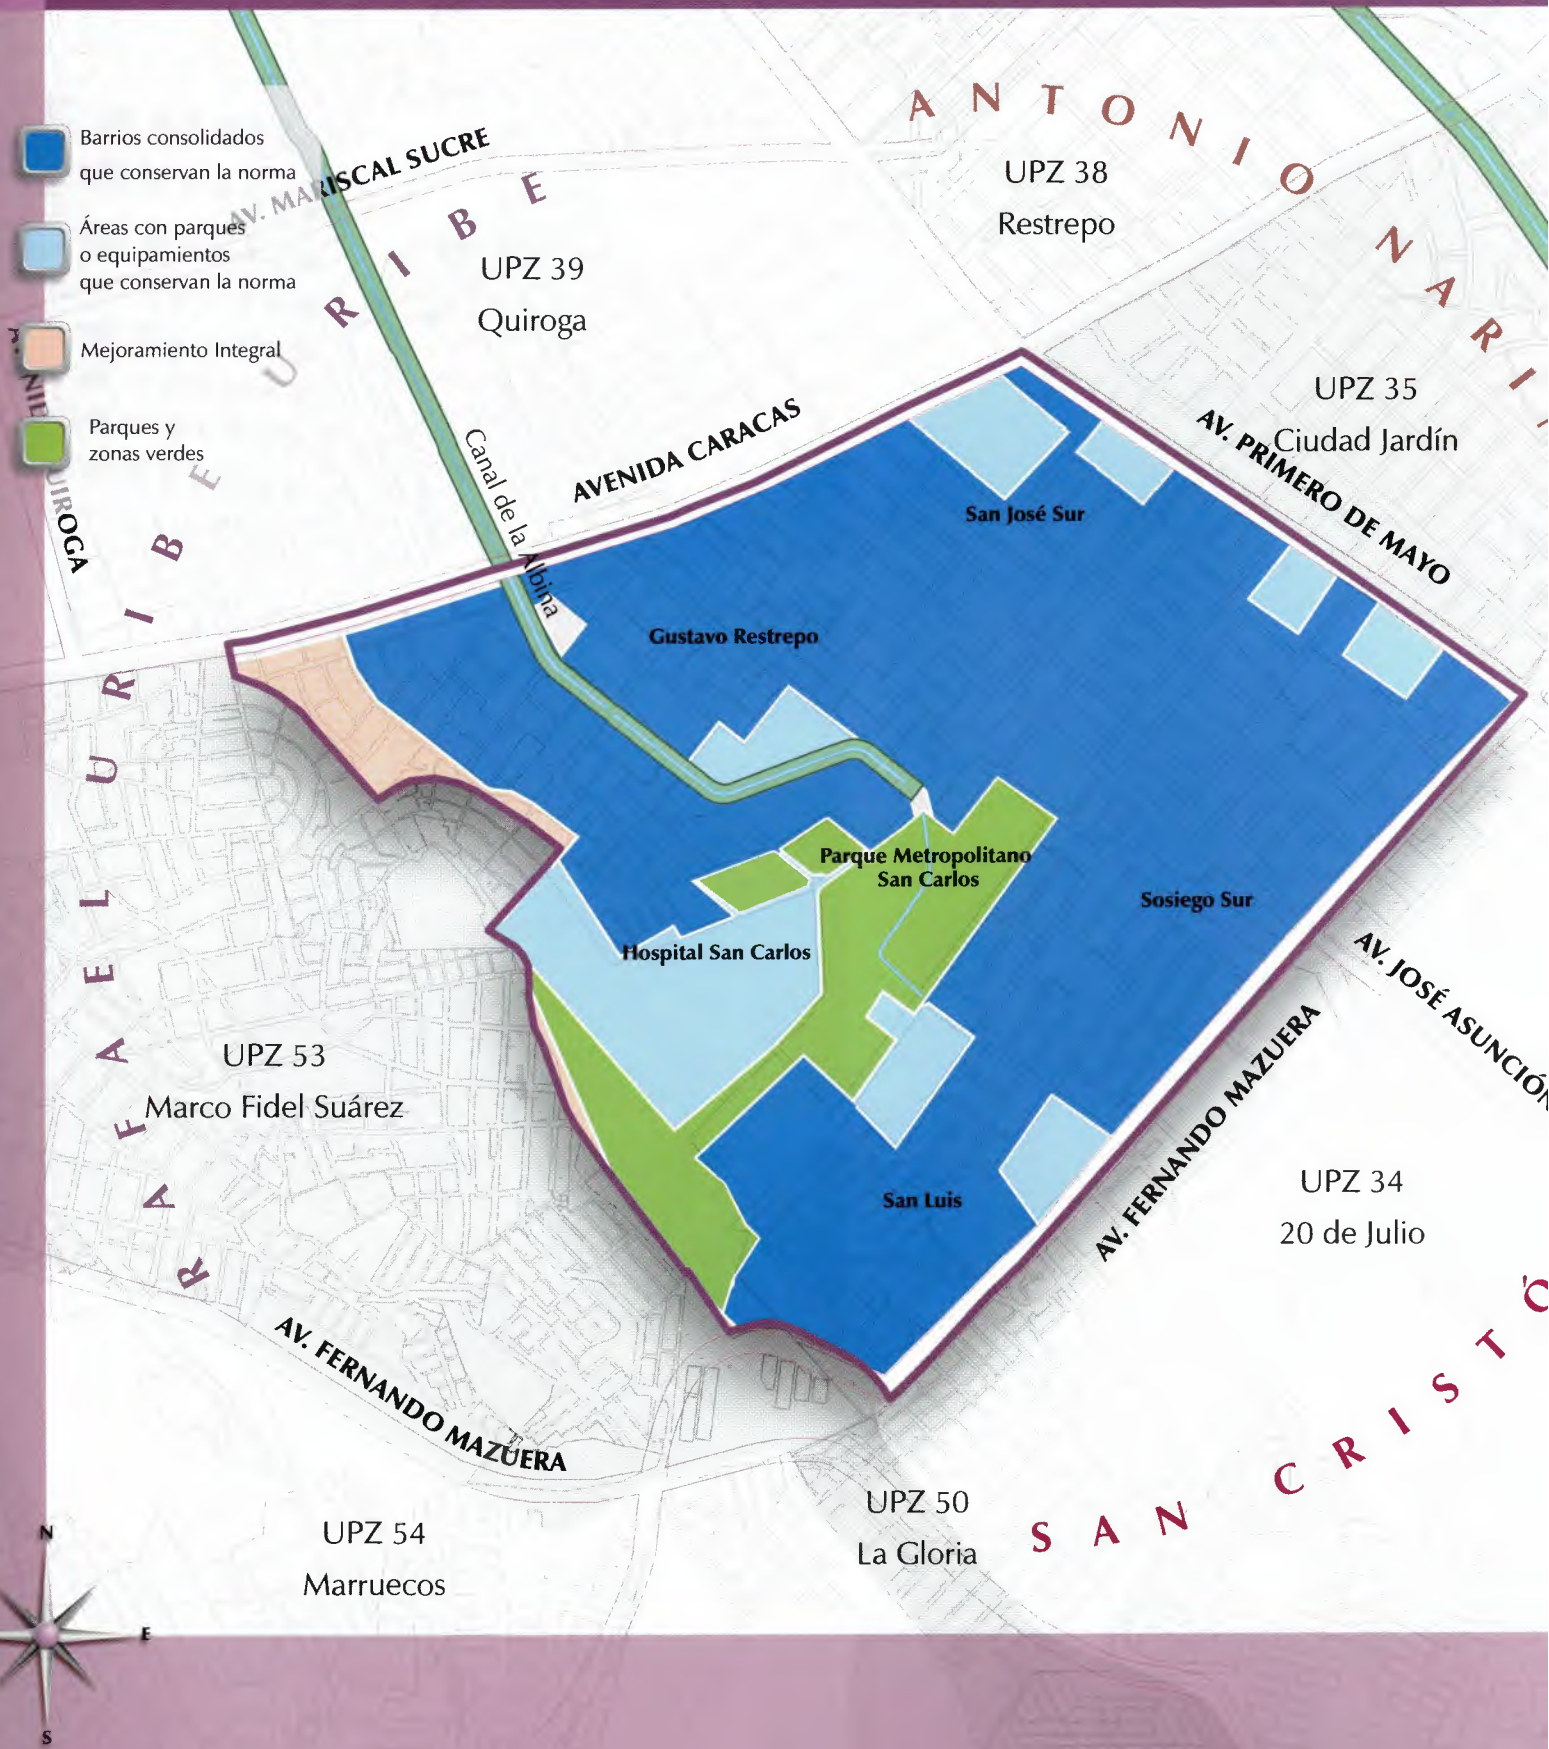 Barrios consolidados
que conservan la norma
Áreas con parques
o equipamientos
que conservan la norma
Mejoramiento Integral
Parques y
zonas verdes
AV. MARISCAL SUCRE
ANTONIO NARI
UPZ 38
Restrepo
UPZ 39
Quiroga
UPZ 35
Ciudad Jardín
AV. PRIMERO DE MAYO
AVENIDA CARACAS
Canal de la Albina
UIROGA
RAFAEL URIBE URIBE
San José Sur
Gustavo Restrepo
Parque Metropolitano
San Carlos
Sosiego Sur
Hospital San Carlos
San Luis
AV. JOSÉ ASUNCIÓN
AV. FERNANDO MAZUERA
UPZ 53
Marco Fidel Suárez
UPZ 34
20 de Julio
AV. FERNANDO MAZUERA
SAN CRISTÓ
UPZ 50
La Gloria
UPZ 54
Marruecos
N
E
S